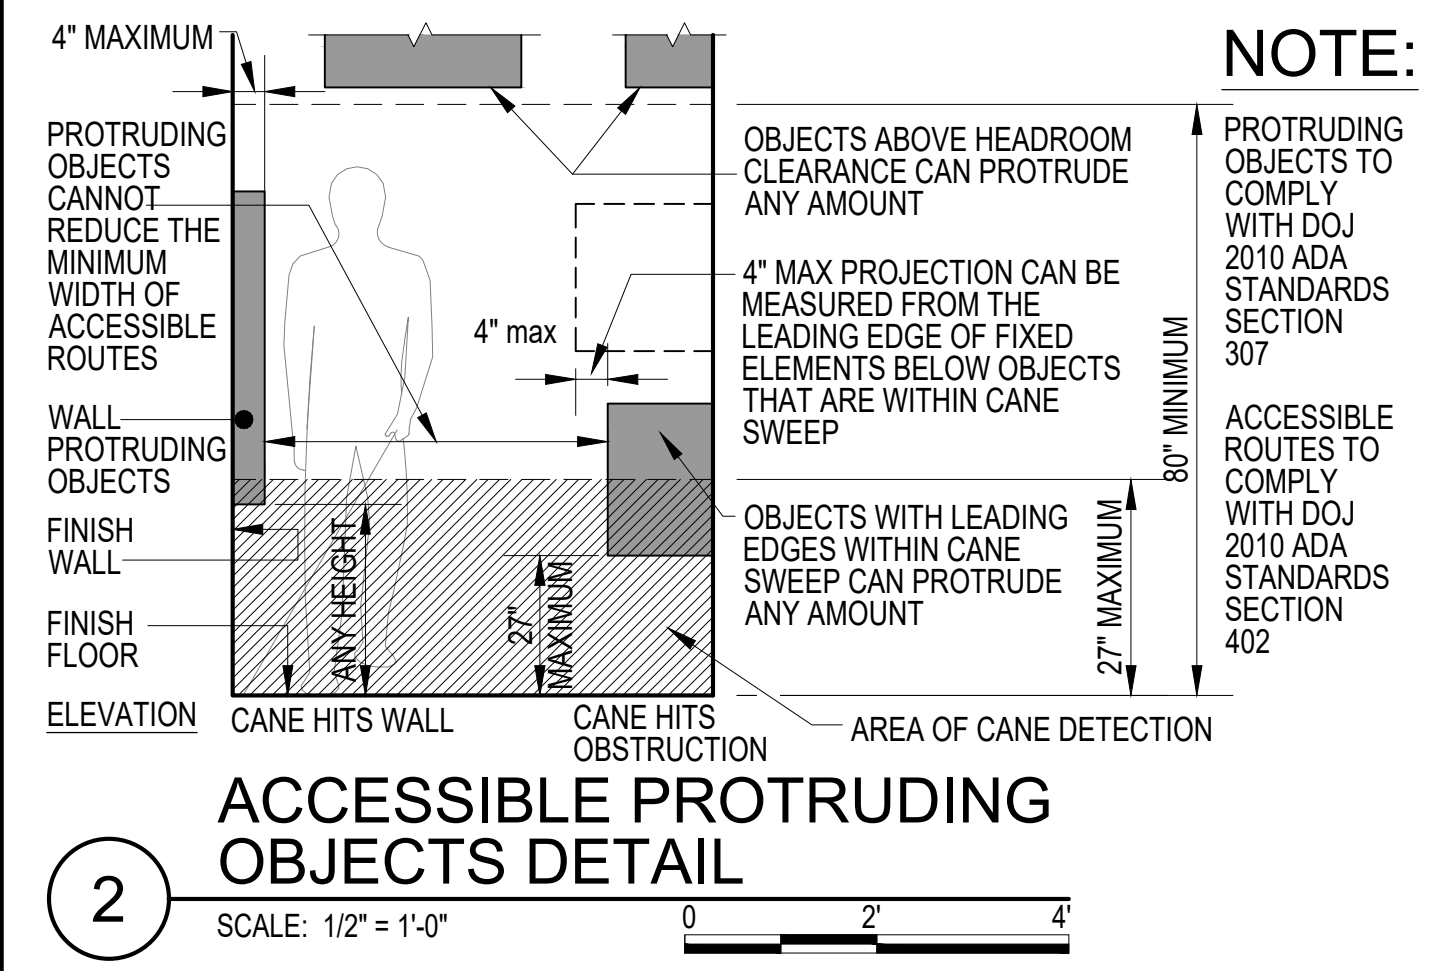 4" MAXIMUM
PROTRUDING
OBJECTS
CANNOT
REDUCE THE
MINIMUM
WIDTH OF
ACCESSIBLE
ROUTES
WALL
PROTRUDING
OBJECTS
FINISH
WALL
FINISH
FLOOR
ELEVATION
4" max
ANY HEIGHT
27"
MAXIMUM
CANE HITS WALL
CANE HITS
OBSTRUCTION
OBJECTS ABOVE HEADROOM
CLEARANCE CAN PROTRUDE
ANY AMOUNT
4" MAX PROJECTION CAN BE
MEASURED FROM THE
LEADING EDGE OF FIXED
ELEMENTS BELOW OBJECTS
THAT ARE WITHIN CANE
SWEEP
OBJECTS WITH LEADING
EDGES WITHIN CANE
SWEEP CAN PROTRUDE
ANY AMOUNT
AREA OF CANE DETECTION
27" MAXIMUM
80" MINIMUM
NOTE:
PROTRUDING
OBJECTS TO
COMPLY
WITH DOJ
2010 ADA
STANDARDS
SECTION
307
ACCESSIBLE
ROUTES TO
COMPLY
WITH DOJ
2010 ADA
STANDARDS
SECTION
402
2
ACCESSIBLE PROTRUDING
OBJECTS DETAIL
SCALE: 1/2" = 1'-0"
0 2' 4'